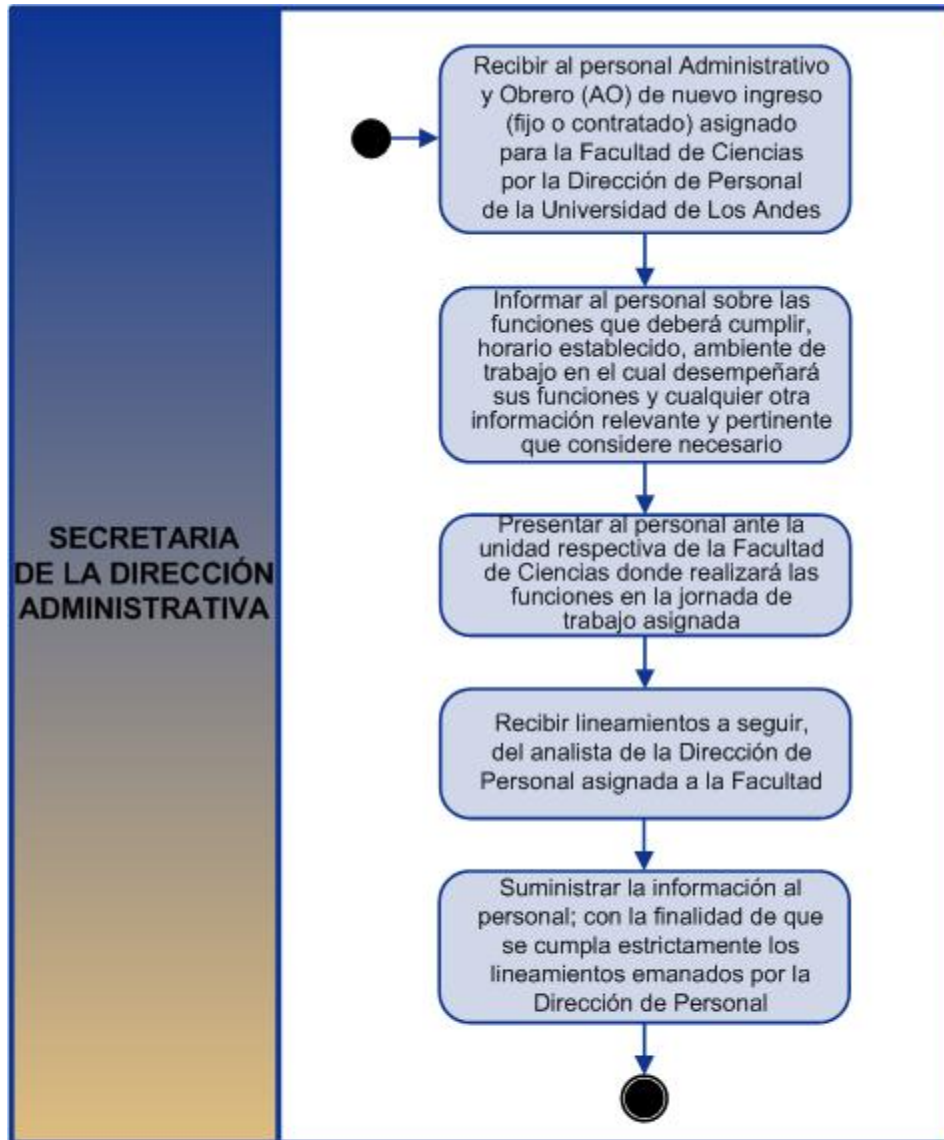 SECRETARIA
DE LA DIRECCIÓN
ADMINISTRATIVA
Recibir al personal Administrativo
y Obrero (AO) de nuevo ingreso
(fijo o contratado) asignado
para la Facultad de Ciencias
por la Dirección de Personal
de la Universidad de Los Andes
Informar al personal sobre las
funciones que deberá cumplir,
horario establecido, ambiente de
trabajo en el cual desempeñará
sus funciones y cualquier otra
información relevante y pertinente
que considere necesario
Presentar al personal ante la
unidad respectiva de la Facultad
de Ciencias donde realizará las
funciones en la jornada de
trabajo asignada
Recibir lineamientos a seguir,
del analista de la Dirección de
Personal asignada a la Facultad
Suministrar la información al
personal; con la finalidad de que
se cumpla estrictamente los
lineamientos emanados por la
Dirección de Personal